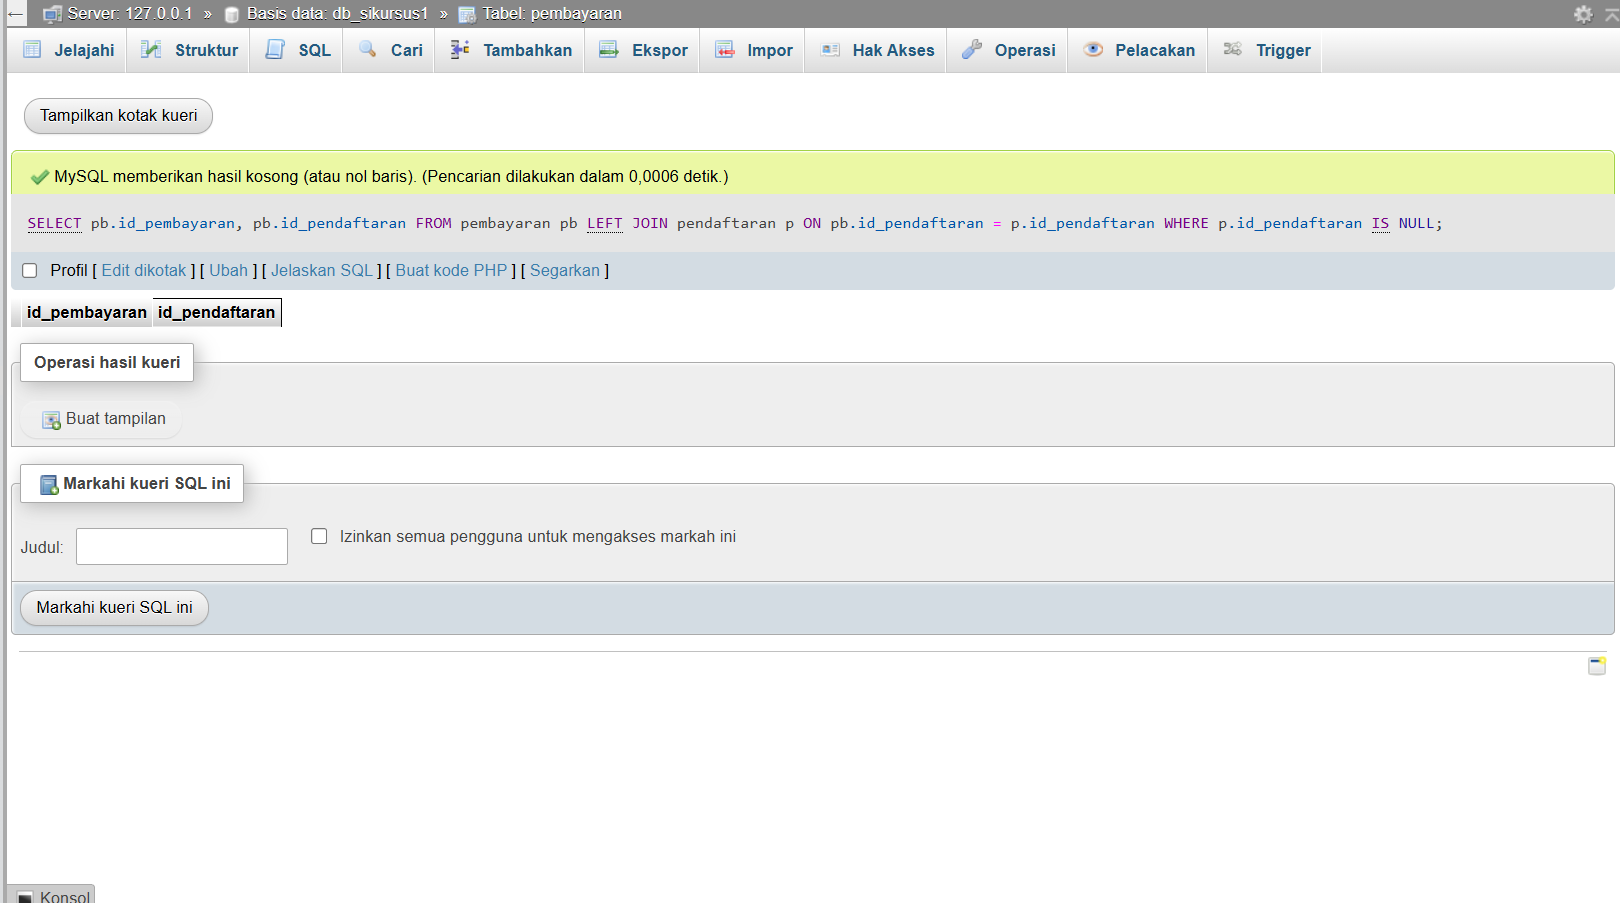 Server: 127.0.0.1 » Basis data: db_sikursus1 » Tabel: pembayaran
Jelajahi Struktur SQL Cari Tambahkan Ekspor Impor Hak Akses Operasi Pelacakan Trigger
Tampilkan kotak kueri
MySQL memberikan hasil kosong (atau nol baris). (Pencarian dilakukan dalam 0,0006 detik.)
SELECT pb.id_pembayaran, pb.id_pendaftaran FROM pembayaran pb LEFT JOIN pendaftaran p ON pb.id_pendaftaran = p.id_pendaftaran WHERE p.id_pendaftaran IS NULL;
Profil [ Edit dikotak ] [ Ubah ] [ Jelaskan SQL ] [ Buat kode PHP ] [ Segarkan ]
id_pembayaran id_pendaftaran
Operasi hasil kueri
Buat tampilan
Markahi kueri SQL ini
Judul: Izinkan semua pengguna untuk mengakses markah ini
Markahi kueri SQL ini
Konsol